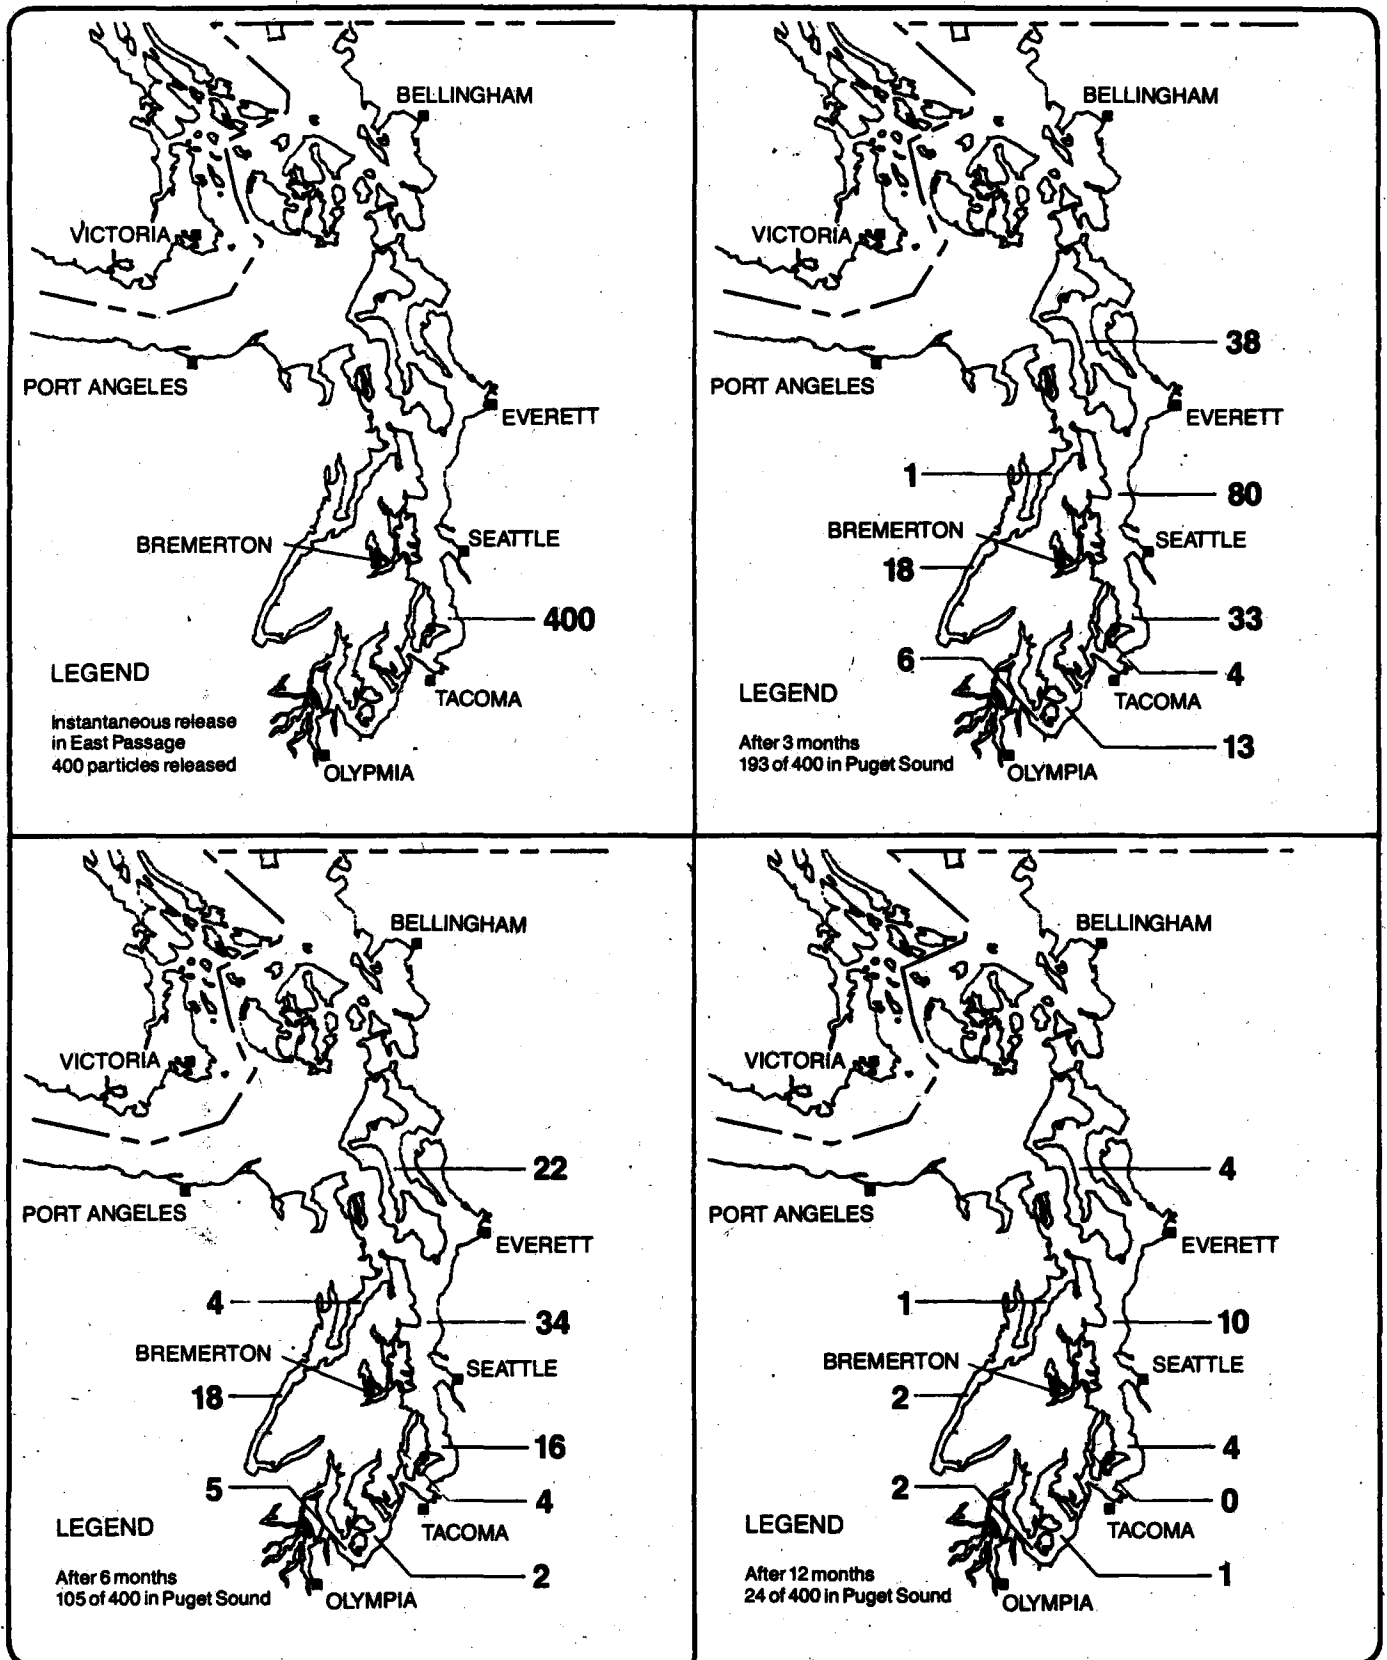 BELLINGHAM
VICTORIA
PORT ANGELES
EVERETT
BREMERTON
SEATTLE
400
LEGEND
TACOMA
Instantaneous release
in East Passage
400 particles released
OLYPMIA
BELLINGHAM
VICTORIA
38
PORT ANGELES
EVERETT
1
80
BREMERTON
SEATTLE
18
33
6
4
LEGEND
TACOMA
After 3 months
193 of 400 in Puget Sound
13
OLYMPIA
BELLINGHAM
VICTORIA
22
PORT ANGELES
EVERETT
4
34
BREMERTON
SEATTLE
18
16
5
4
LEGEND
TACOMA
After 6 months
105 of 400 in Puget Sound
2
OLYMPIA
BELLINGHAM
VICTORIA
4
PORT ANGELES
EVERETT
1
10
BREMERTON
SEATTLE
2
4
2
0
LEGEND
TACOMA
After 12 months
24 of 400 in Puget Sound
1
OLYMPIA